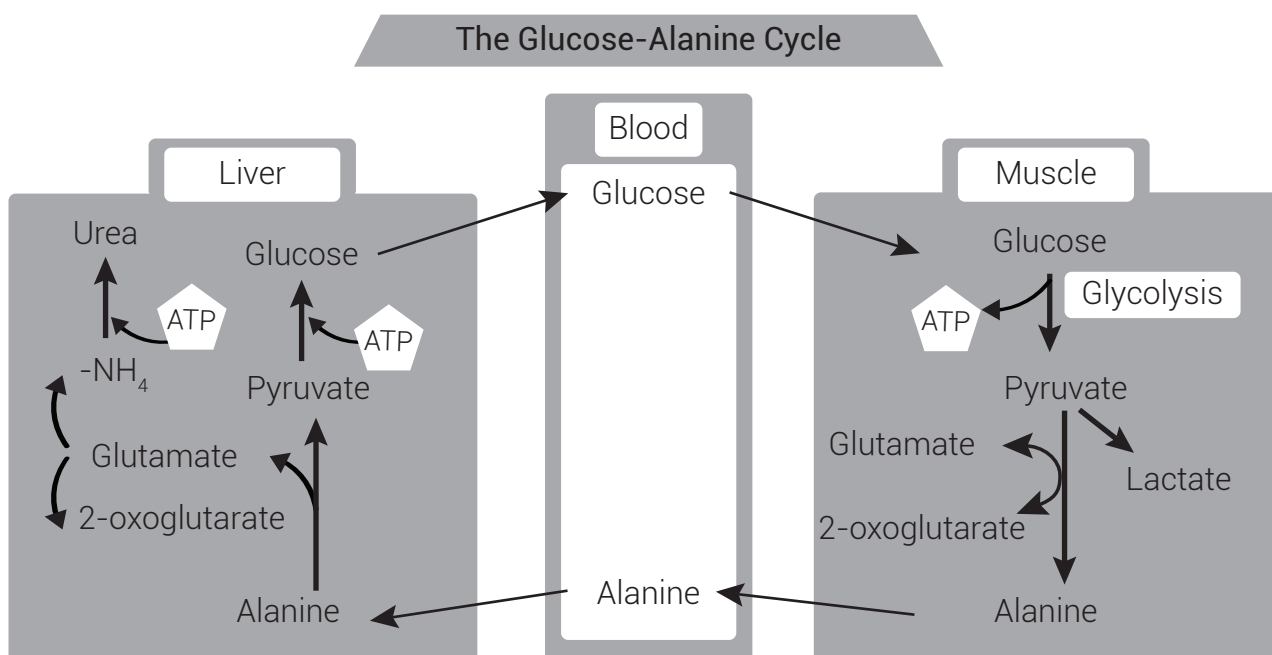 The Glucose-Alanine Cycle
Liver
Urea
Glucose
ATP
ATP
-NH₄
Pyruvate
Glutamate
2-oxoglutarate
Alanine
Blood
Glucose
Alanine
Muscle
Glucose
Glycolysis
ATP
Pyruvate
Glutamate
Lactate
2-oxoglutarate
Alanine